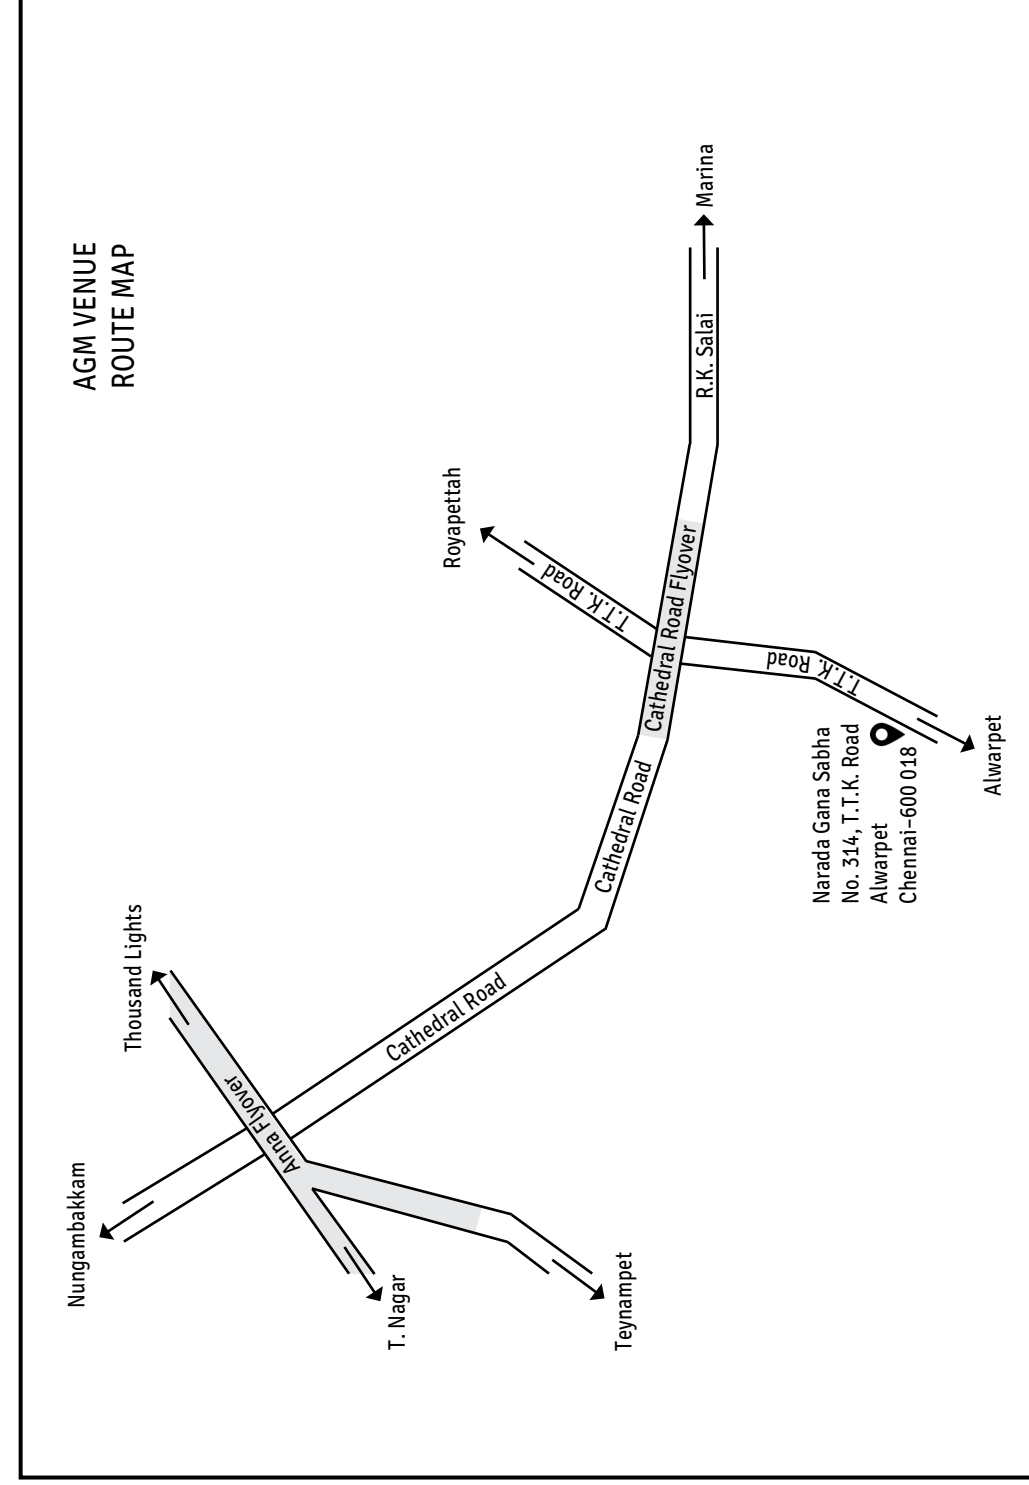 AGM VENUE
ROUTE MAP
Nungambakkam
Thousand Lights
Anna Flyover
T. Nagar
Teynampet
Cathedral Road
Cathedral Road
Cathedral Road Flyover
Royapettah
T.T.K. Road
R.K. Salai
Marina
T.T.K. Road
Narada Gana Sabha
No. 314, T.T.K. Road
Alwarpet
Chennai-600 018
Alwarpet